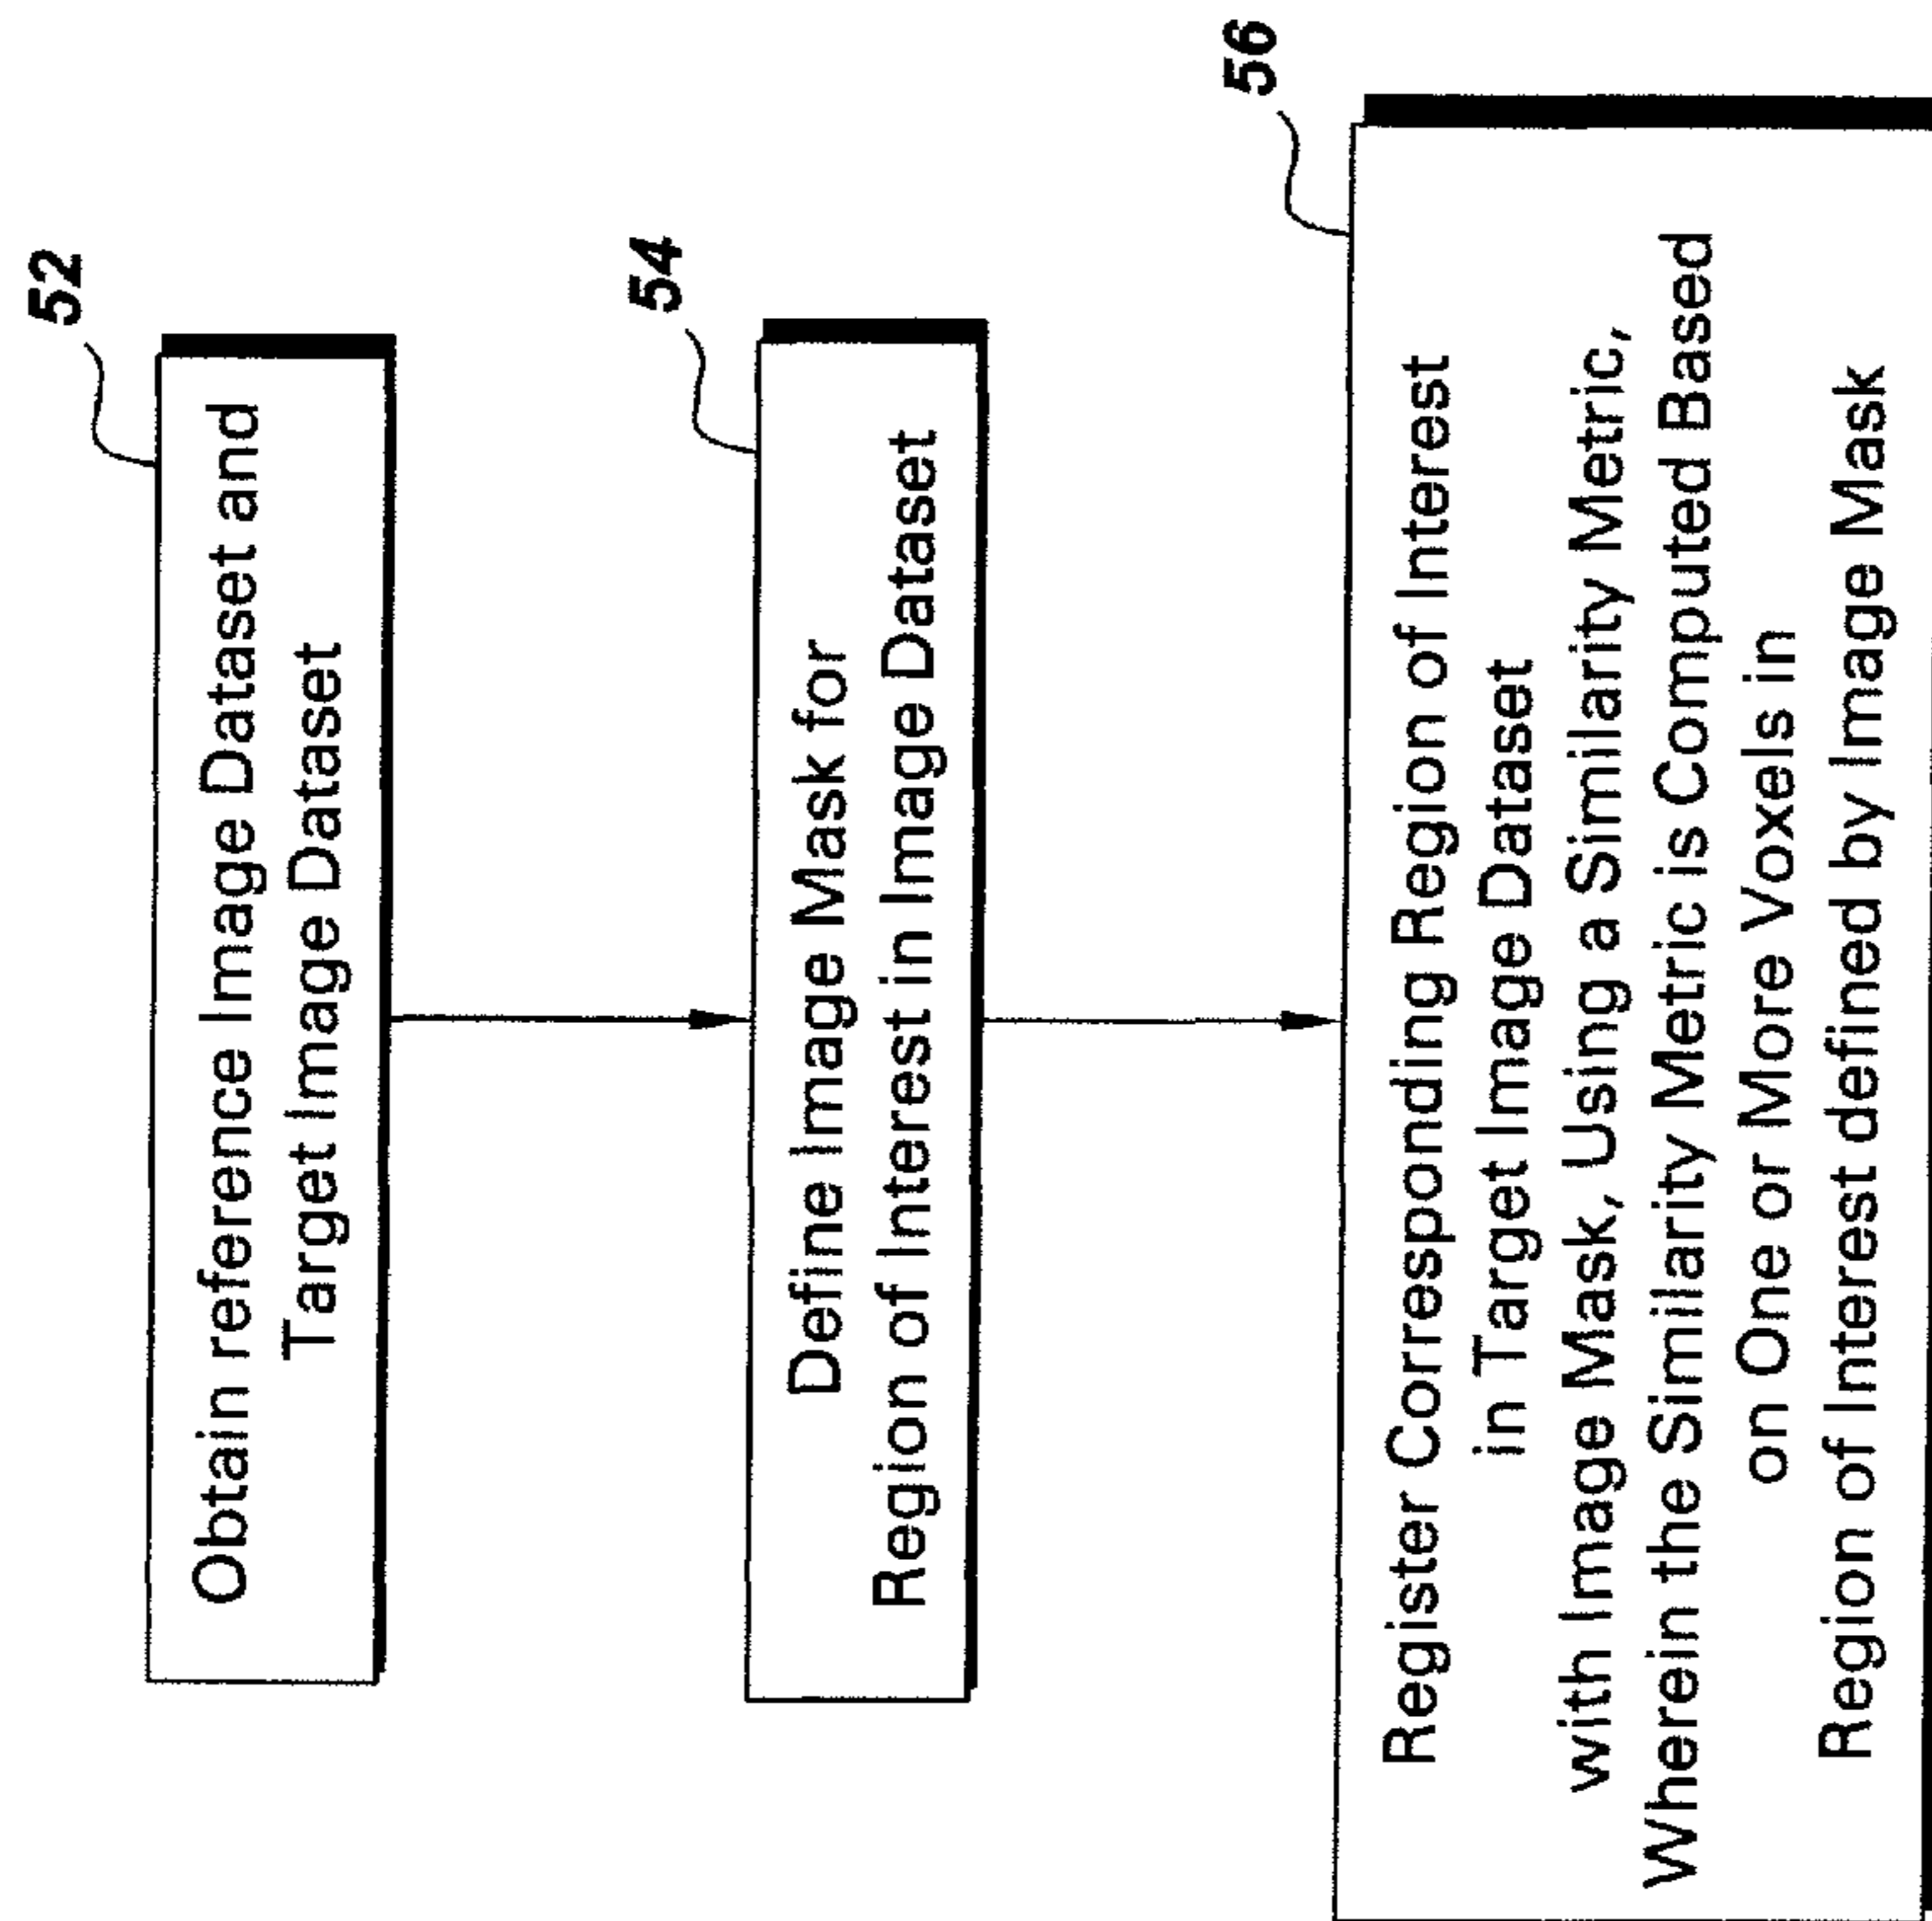 52
Obtain reference Image Dataset and
Target Image Dataset
54
Define Image Mask for
Region of Interest in Image Dataset
56
Register Corresponding Region of Interest
in Target Image Dataset
with Image Mask, Using a Similarity Metric,
Wherein the Similarity Metric is Computed Based
on One or More Voxels in
Region of Interest defined by Image Mask